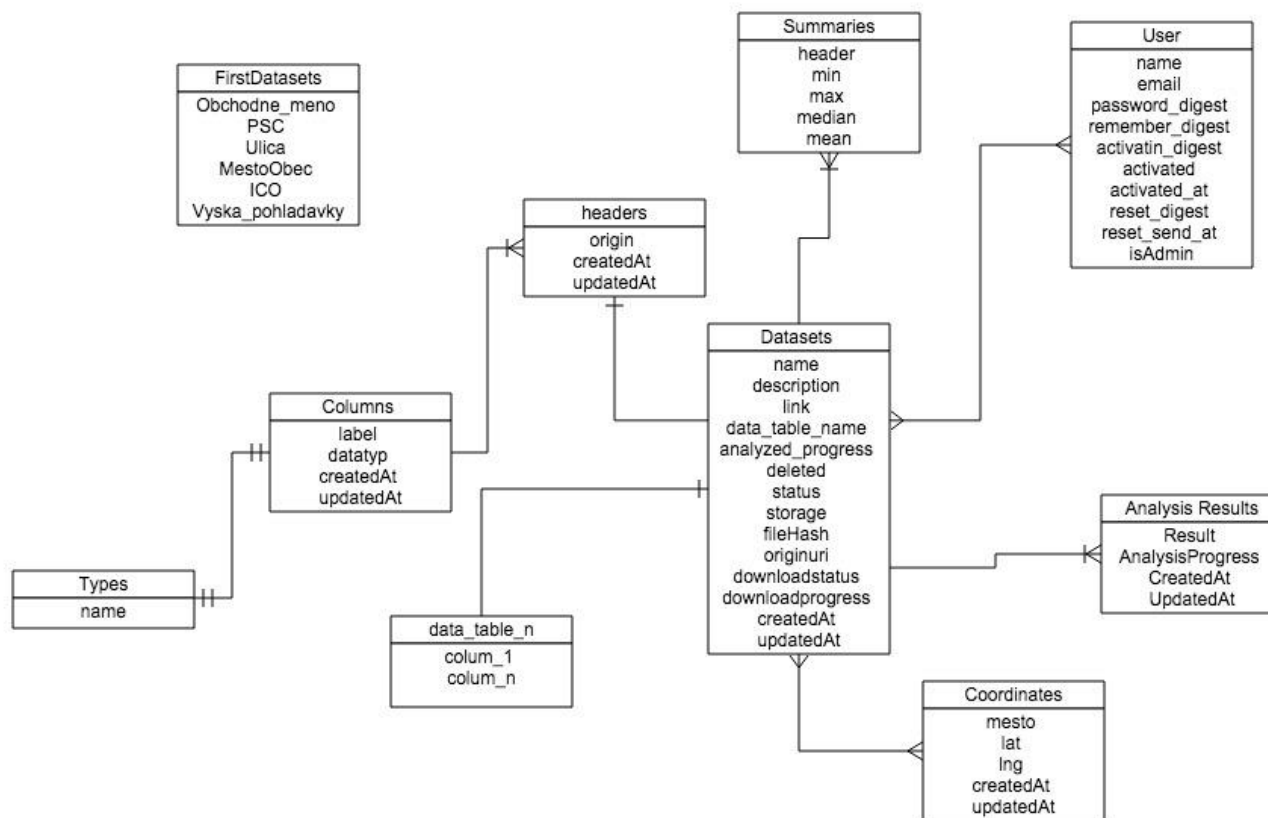 FirstDatasets
Obchodne_meno
PSC
Ulica
MestoObec
ICO
Vyska_pohladavky
Summaries
header
min
max
median
mean
User
name
email
password_digest
remember_digest
activatin_digest
activated
activated_at
reset_digest
reset_send_at
isAdmin
headers
origin
createdAt
updatedAt
Datasets
name
description
link
data_table_name
analyzed_progress
deleted
status
storage
fileHash
originuri
downloadstatus
downloadprogress
createdAt
updatedAt
Columns
label
datatyp
createdAt
updatedAt
Types
name
data_table_n
colum_1
colum_n
Analysis Results
Result
AnalysisProgress
CreatedAt
UpdatedAt
Coordinates
mesto
lat
lng
createdAt
updatedAt